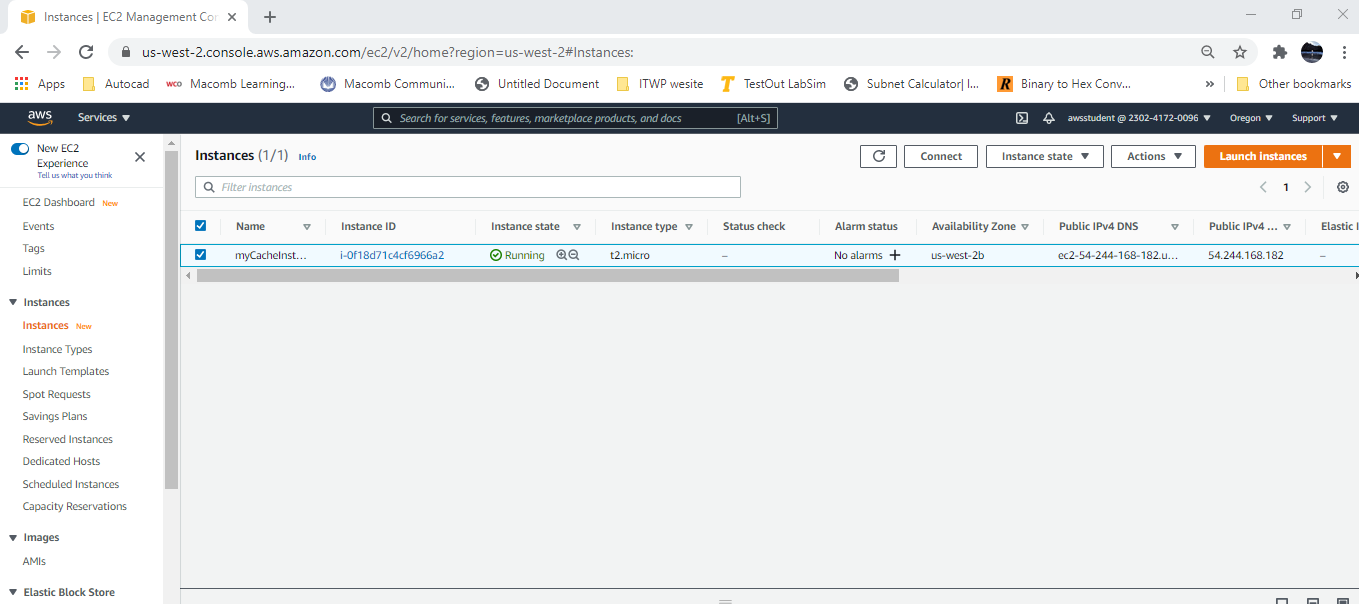 Instances | EC2 Management Con
us-west-2.console.aws.amazon.com/ec2/v2/home?region=us-west-2#Instances:
Apps Autocad wco Macomb Learning... Macomb Communi... Untitled Document ITWP wesite TestOut LabSim Subnet Calculator| I... Binary to Hex Conv... » Other bookmarks
aws Services Search for services, features, marketplace products, and docs [Alt+S] awsstudent @ 2302-4172-0096 Oregon Support
New EC2 Experience
Tell us what you think
EC2 Dashboard New
Events
Tags
Limits
Instances
Instances New
Instance Types
Launch Templates
Spot Requests
Savings Plans
Reserved Instances
Dedicated Hosts
Scheduled Instances
Capacity Reservations
Images
AMIs
Elastic Block Store
Instances (1/1) Info
Connect Instance state Actions Launch instances
Filter instances
1
Name Instance ID Instance state Instance type Status check Alarm status Availability Zone Public IPv4 DNS Public IPv4 ... Elastic I
myCacheInst... i-0f18d71c4cf6966a2 Running t2.micro – No alarms + us-west-2b ec2-54-244-168-182.u... 54.244.168.182 –